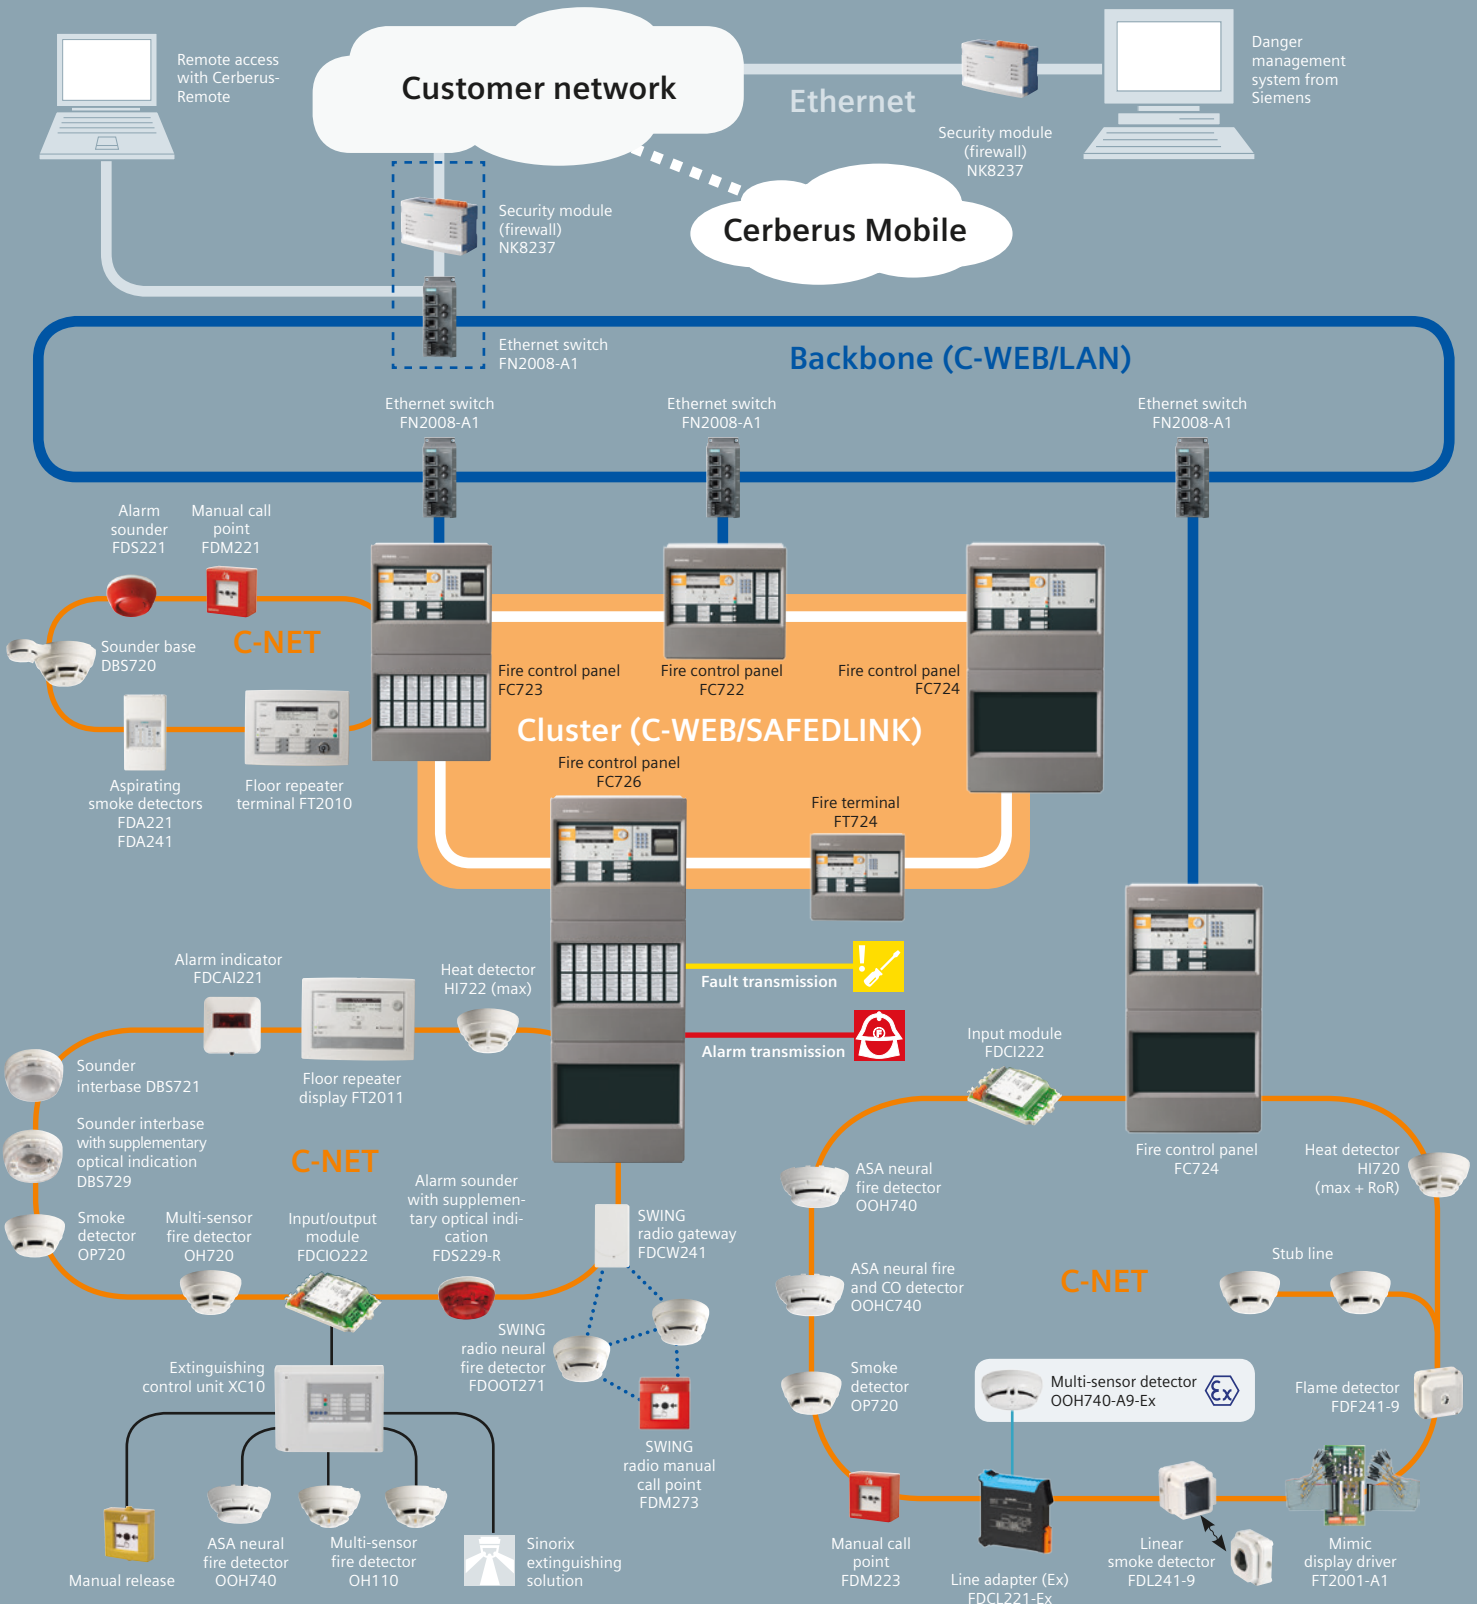 Remote access
with Cerberus-
Remote
Customer network
Ethernet
Danger
management
system from
Siemens
Security module
(firewall)
NK8237
Security module
(firewall)
NK8237
Cerberus Mobile
Ethernet switch
FN2008-A1
Backbone (C-WEB/LAN)
Ethernet switch
FN2008-A1
Ethernet switch
FN2008-A1
Ethernet switch
FN2008-A1
Alarm
sounder
FDS221
Manual call
point
FDM221
C-NET
Sounder base
DBS720
Aspirating
smoke detectors
FDA221
FDA241
Floor repeater
terminal FT2010
Fire control panel
FC723
Fire control panel
FC722
Fire control panel
FC724
Cluster (C-WEB/SAFEDLINK)
Fire control panel
FC726
Fire terminal
FT724
Alarm indicator
FDCAI221
Heat detector
HI722 (max)
Fault transmission
Alarm transmission
Sounder
interbase DBS721
Floor repeater
display FT2011
Sounder interbase
with supplementary
optical indication
DBS729
C-NET
Smoke
detector
OP720
Multi-sensor
fire detector
OH720
Input/output
module
FDCIO222
Alarm sounder
with supplemen-
tary optical indi-
cation
FDS229-R
SWING
radio gateway
FDCW241
SWING
radio neural
fire detector
FDOOT271
SWING
radio manual
call point
FDM273
Extinguishing
control unit XC10
Manual release
ASA neural
fire detector
OOH740
Multi-sensor
fire detector
OH110
Sinorix
extinguishing
solution
Input module
FDCI222
Fire control panel
FC724
Heat detector
HI720
(max + RoR)
ASA neural
fire detector
OOH740
ASA neural fire
and CO detector
OOHC740
C-NET
Stub line
Smoke
detector
OP720
Multi-sensor detector
OOH740-A9-Ex
Ex
Flame detector
FDF241-9
Manual call
point
FDM223
Line adapter (Ex)
FDCL221-Ex
Linear
smoke detector
FDL241-9
Mimic
display driver
FT2001-A1